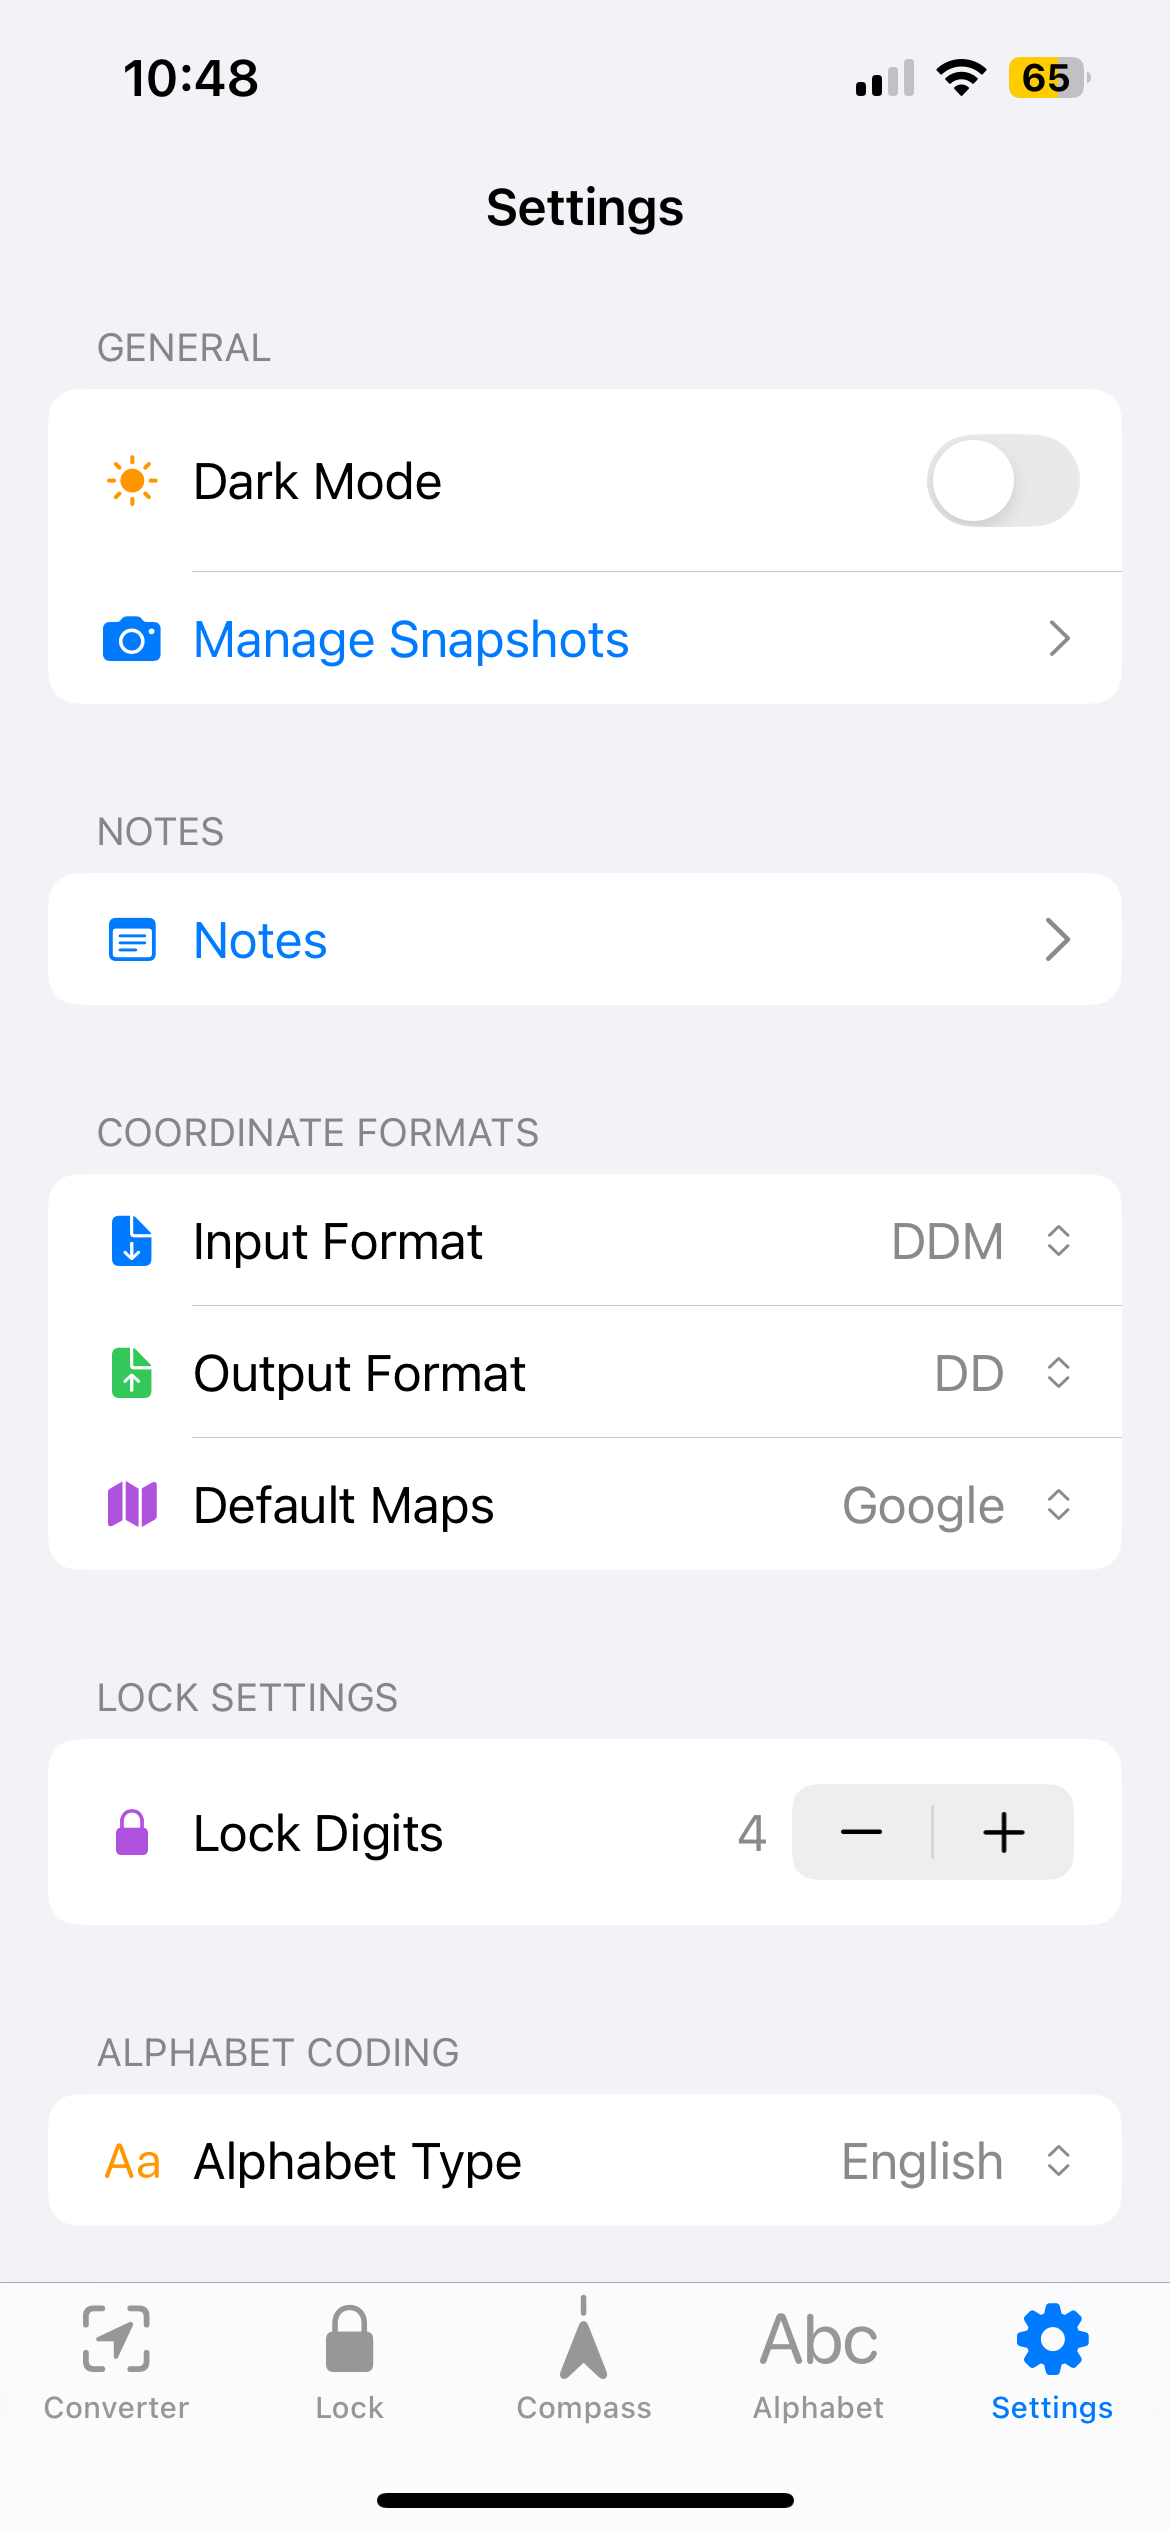 10:48
65
Settings
GENERAL
Dark Mode
Manage Snapshots
NOTES
Notes
COORDINATE FORMATS
Input Format DDM
Output Format DD
Default Maps Google
LOCK SETTINGS
Lock Digits 4
ALPHABET CODING
Aa Alphabet Type English
Abc
Converter Lock Compass Alphabet Settings